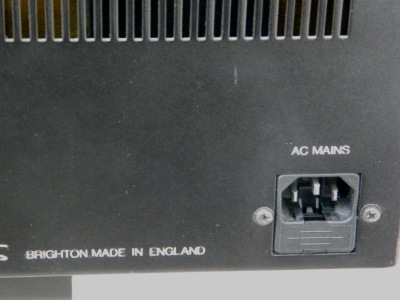 AC MAINS
S BRIGHTON.MADE IN ENGLAND